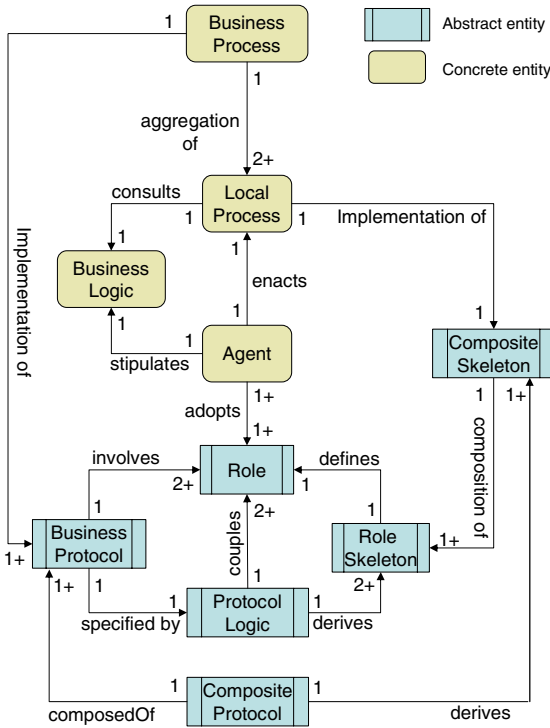 1
Business
Process
Abstract entity
Concrete entity
1
aggregation
of
2+
consults
Local
Process
1
1
Implementation of
1
1
Business
Logic
enacts
Implementation of
1
1
1
stipulates
1
Agent
1
Composite
Skeleton
1+
adopts
1+
1
1+
involves
2+
Role
defines
1
composition of
1
couples
2+
1
Business
Protocol
1+
Role
Skeleton
1+
1+
1
specified by
1
1
Protocol
Logic
1
derives
2+
composedOf
1
Composite
Protocol
1
derives